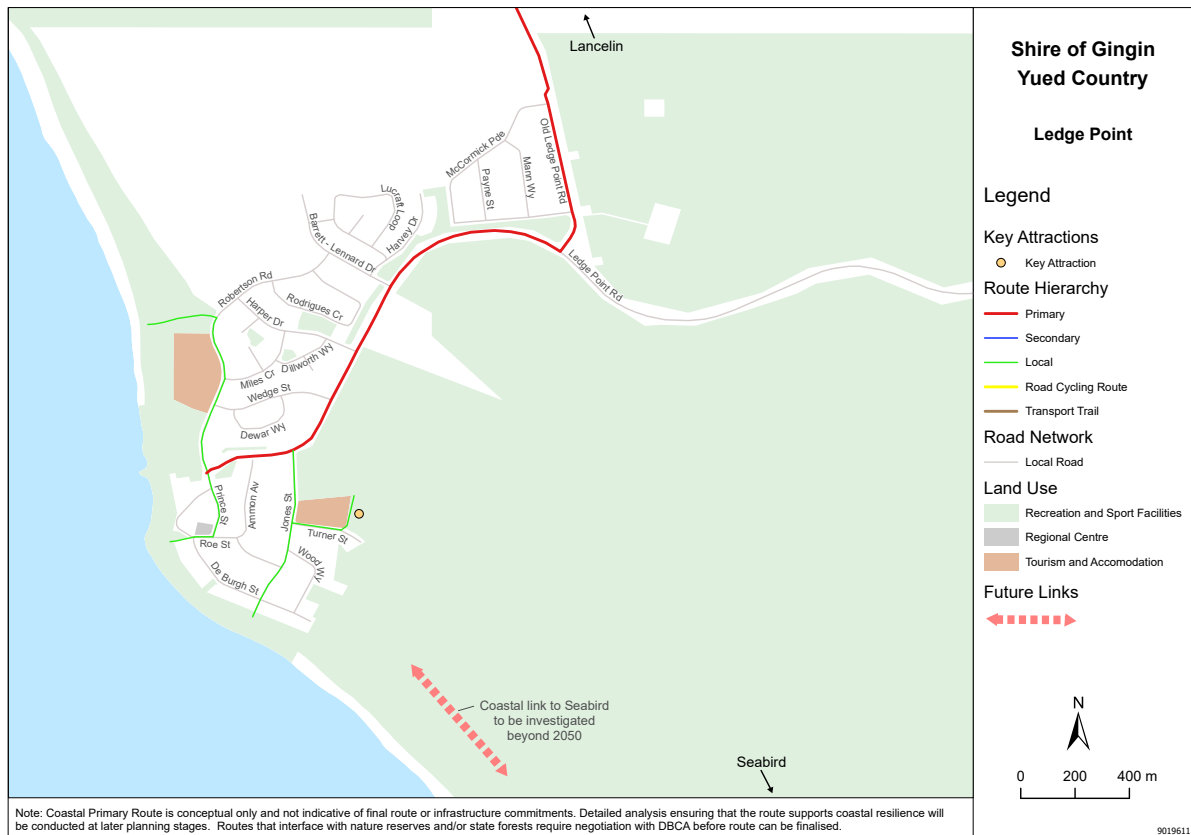 Lancelin
McCormick Pde
Old Ledge Point Rd
Mann Wy
Payne St
Lucraft Loop
Harvey Dr
Barrett - Lennard Dr
Ledge Point Rd
Robertson Rd
Rodrigues Cr
Harper Dr
Dillworth Wy
Miles Cr
Wedge St
Dewar Wy
Prince St
Ammon Av
Jones St
Turner St
Roe St
Wood Wy
De Burgh St
Coastal link to Seabird
to be investigated
beyond 2050
Seabird
Shire of Gingin
Yued Country
Ledge Point
Legend
Key Attractions
Key Attraction
Route Hierarchy
Primary
Secondary
Local
Road Cycling Route
Transport Trail
Road Network
Local Road
Land Use
Recreation and Sport Facilities
Regional Centre
Tourism and Accomodation
Future Links
N
0 200 400 m
Note: Coastal Primary Route is conceptual only and not indicative of final route or infrastructure commitments. Detailed analysis ensuring that the route supports coastal resilience will
be conducted at later planning stages. Routes that interface with nature reserves and/or state forests require negotiation with DBCA before route can be finalised.
9019611